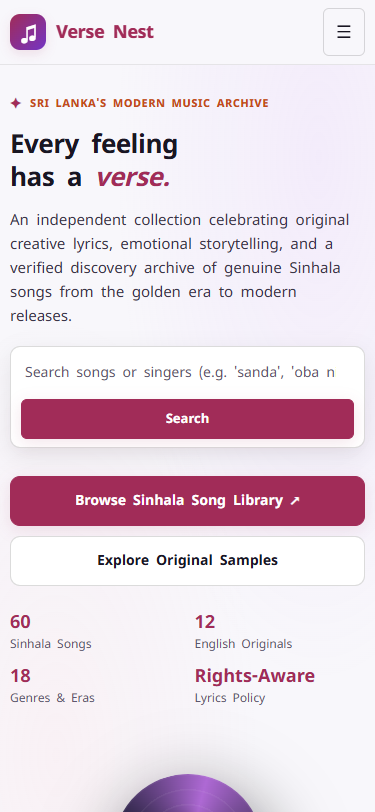 Verse Nest
☰
✦ SRI LANKA'S MODERN MUSIC ARCHIVE
Every feeling
has a verse.
An independent collection celebrating original
creative lyrics, emotional storytelling, and a
verified discovery archive of genuine Sinhala
songs from the golden era to modern
releases.
Search songs or singers (e.g. 'sanda', 'oba n
Search
Browse Sinhala Song Library ↗
Explore Original Samples
60
Sinhala Songs
12
English Originals
18
Genres & Eras
Rights-Aware
Lyrics Policy